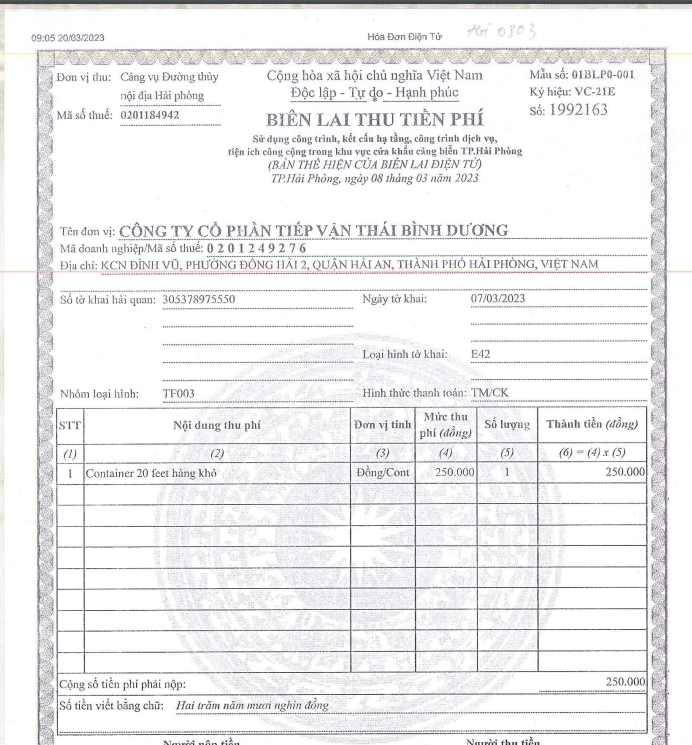 09:05 20/03/2023 Hóa Đơn Điện Tử
Đơn vị thu: Cảng vụ Đường thủy nội địa Hải phòng
Mã số thuế: 0201184942
Cộng hòa xã hội chủ nghĩa Việt Nam
Độc lập - Tự do - Hạnh phúc
Mẫu số: 01BLP0-001
Ký hiệu: VC-21E
Số: 1992163
BIÊN LAI THU TIỀN PHÍ
Sử dụng công trình, kết cấu hạ tầng, công trình dịch vụ,
tiện ích công cộng trong khu vực cửa khẩu cảng biển TP.Hải Phòng
(BẢN THỂ HIỆN CỦA BIÊN LAI ĐIỆN TỬ)
TP.Hải Phòng, ngày 08 tháng 03 năm 2023
Tên đơn vị: CÔNG TY CỔ PHẦN TIẾP VẬN THÁI BÌNH DƯƠNG
Mã doanh nghiệp/Mã số thuế: 0 2 0 1 2 4 9 2 7 6
Địa chỉ: KCN ĐÌNH VŨ, PHƯỜNG ĐÔNG HẢI 2, QUẬN HẢI AN, THÀNH PHỐ HẢI PHÒNG, VIỆT NAM
Số tờ khai hải quan: 305378975550 Ngày tờ khai: 07/03/2023
Loại hình tờ khai: E42
Nhóm loại hình: TF003 Hình thức thanh toán: TM/CK
STT Nội dung thu phí Đơn vị tính Mức thu phí (đồng) Số lượng Thành tiền (đồng)
(1) (2) (3) (4) (5) (6) = (4) x (5)
1 Container 20 feet hàng khô Đồng/Cont 250.000 1 250.000
Cộng số tiền phí phải nộp: 250.000
Số tiền viết bằng chữ: Hai trăm năm mươi nghìn đồng
Người nộp tiền Người thu tiền